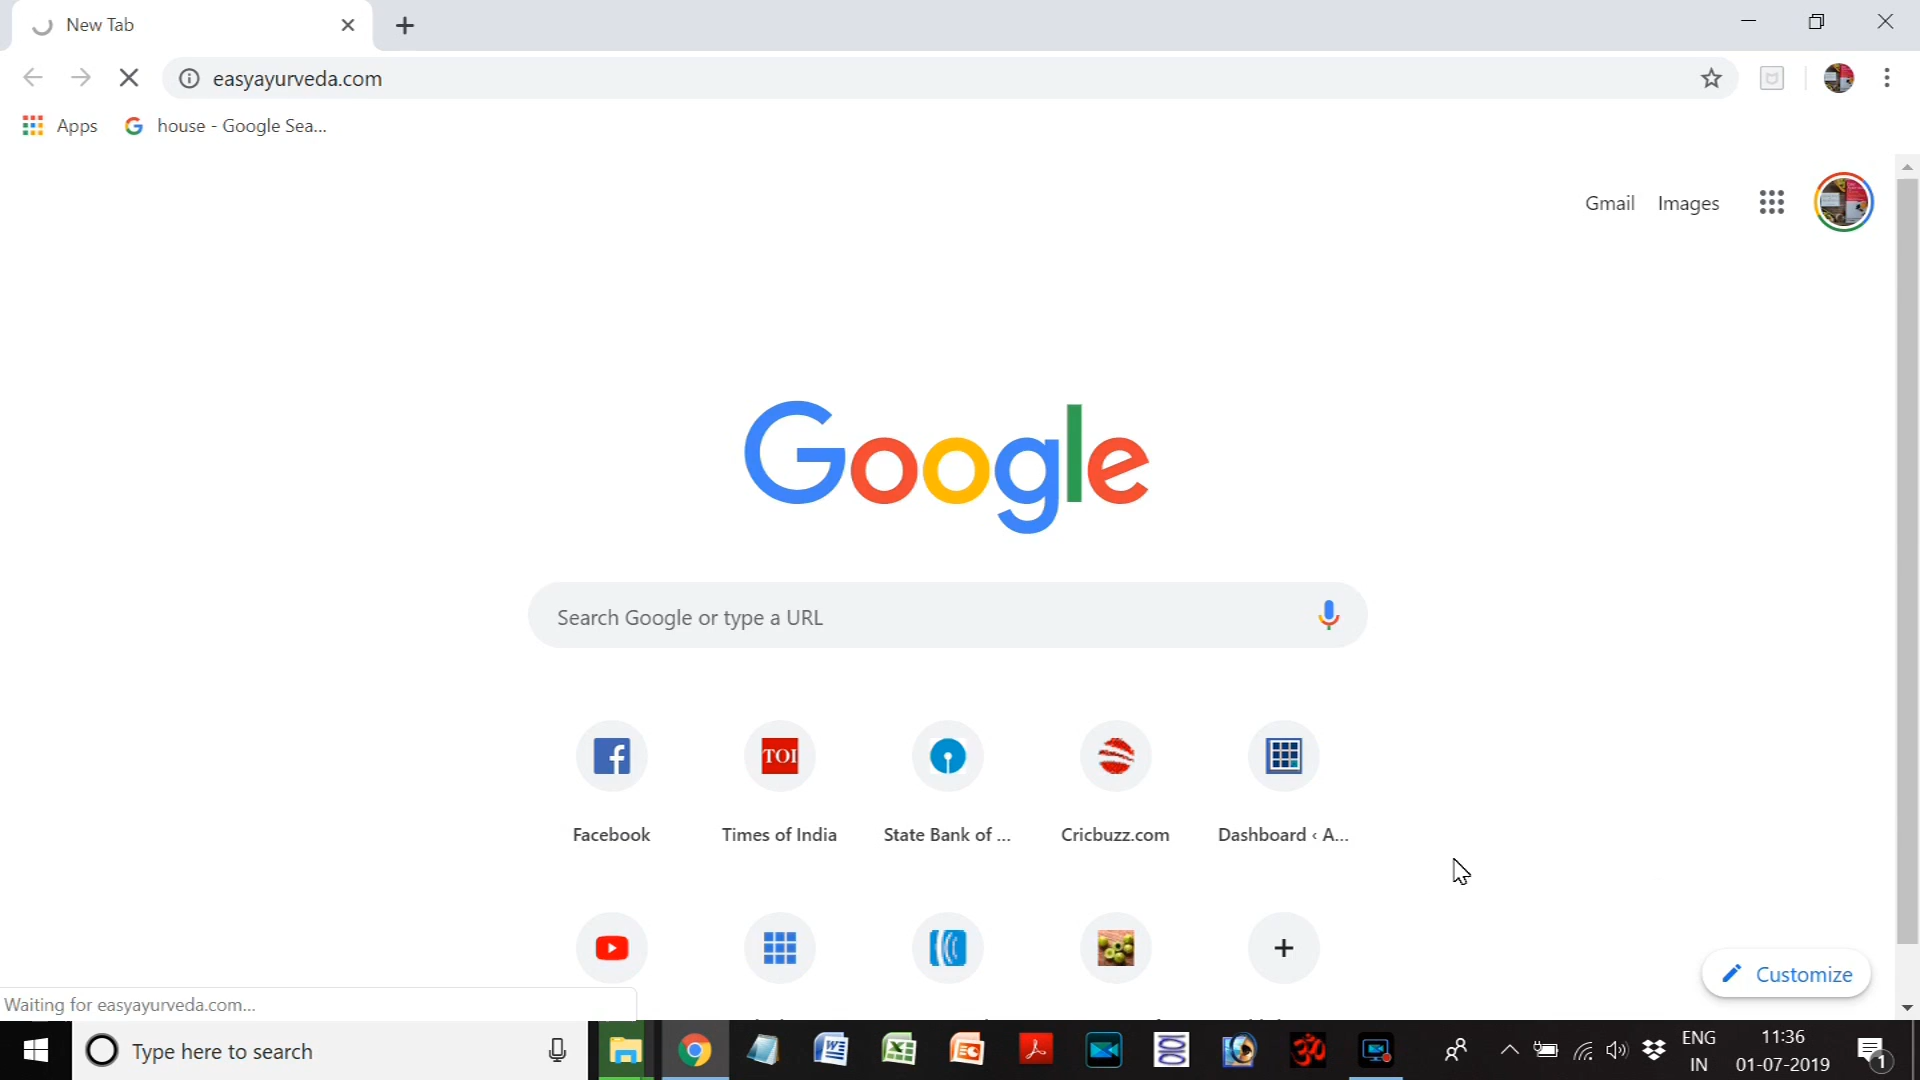 New Tab
easyayurveda.com
Apps
house - Google Sea...
Gmail Images
Google
Search Google or type a URL
Facebook
Times of India
State Bank of ...
Cricbuzz.com
Dashboard ‹ A...
TOI
Customize
Waiting for easyayurveda.com...
Type here to search
ENG
IN
11:36
01-07-2019
1